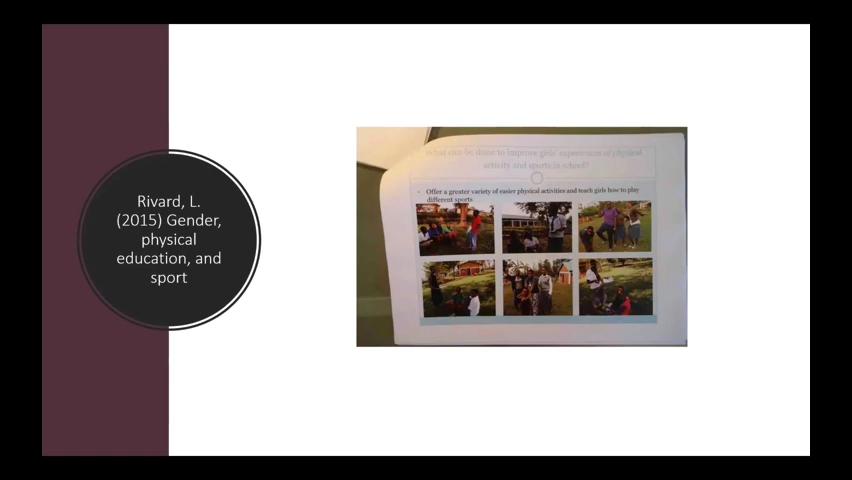 Rivard, L.
(2015) Gender,
physical
education, and
sport
What can be done to improve girls' experiences of physical
activity and sports in school?
Offer a greater variety of easier physical activities and teach girls how to play
different sports